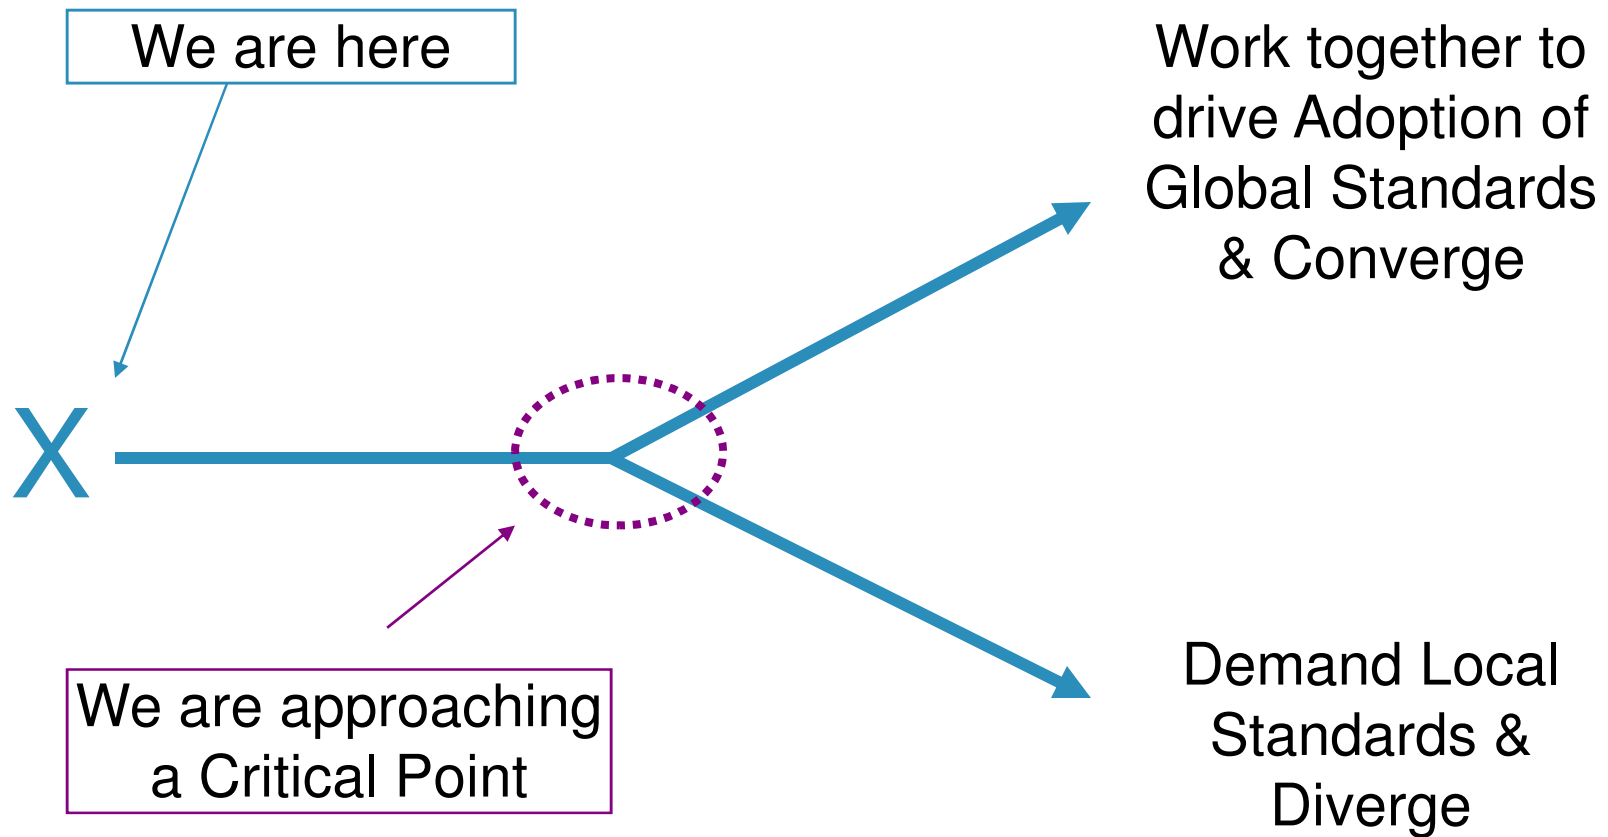 We are here
Work together to
drive Adoption of
Global Standards
& Converge
X
We are approaching
a Critical Point
Demand Local
Standards &
Diverge